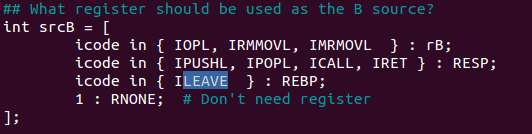 ## What register should be used as the B source?
int srcB = [
        icode in { IOPL, IRMMOVL, IMRMOVL  } : rB;
        icode in { IPUSHL, IPOPL, ICALL, IRET } : RESP;
        icode in { ILEAVE  } : REBP;
        1 : RNONE;  # Don't need register
];